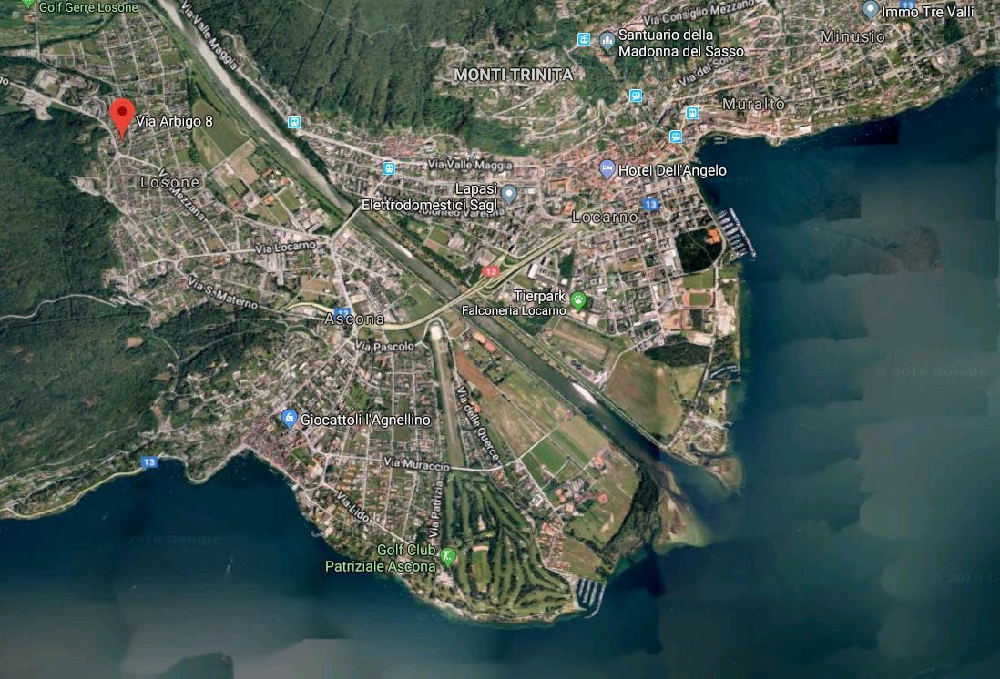 Golf Gerre Losone
Via Valle Maggia
Via Consiglio Mezzano
13
Immo Tre Valli
Santuario della
Madonna del Sasso
Minusio
MONTI TRINITA
Via del Sole
Muralto
Via Arbigo 8
Via Valle Maggia
Hotel Dell'Angelo
Losone
Via Mezzana
Lapasi
Elettrodomestici Sagl
Varenna
13
Locarno
Via Locarno
13
Via S. Materno
Tierpark
Falconeria Locarno
13
Ascona
Via Pascolo
© 2018 Google
Via delle Querce
Giocattoli l'Agnellino
13
Via Muraccio
Via Lido
Via Patrizia
2018 Google
Golf Club
Patriziale Ascona
© 2018 G